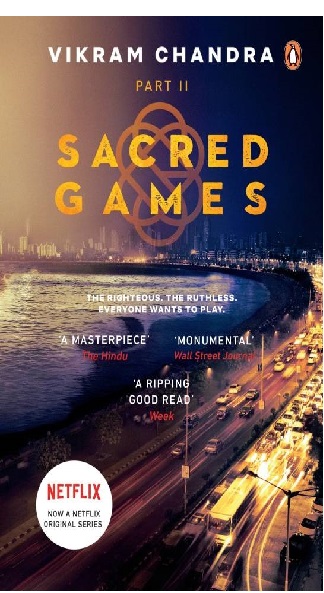 VIKRAM CHANDRA
PART II
SACRED
GAMES
THE RIGHTEOUS. THE RUTHLESS.
EVERYONE WANTS TO PLAY.
'A MASTERPIECE' 'MONUMENTAL'
The Hindu Wall Street Journal
'A RIPPING
GOOD READ'
Week
NETFLIX
NOW A NETFLIX
ORIGINAL SERIES